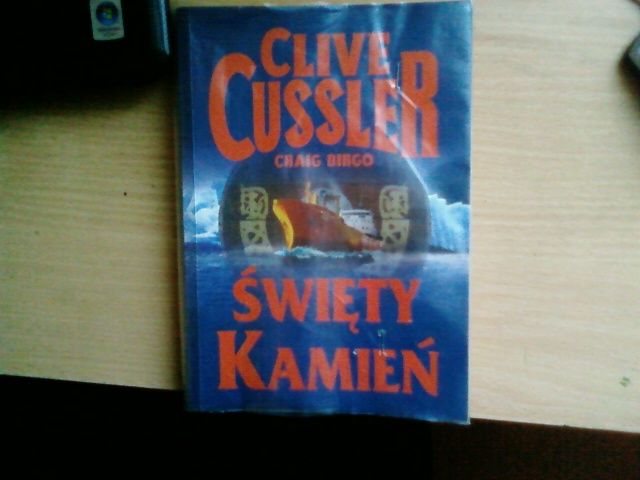 CLIVE
CUSSLER
CRAIG DIRGO
ŚWIĘTY
KAMIEŃ